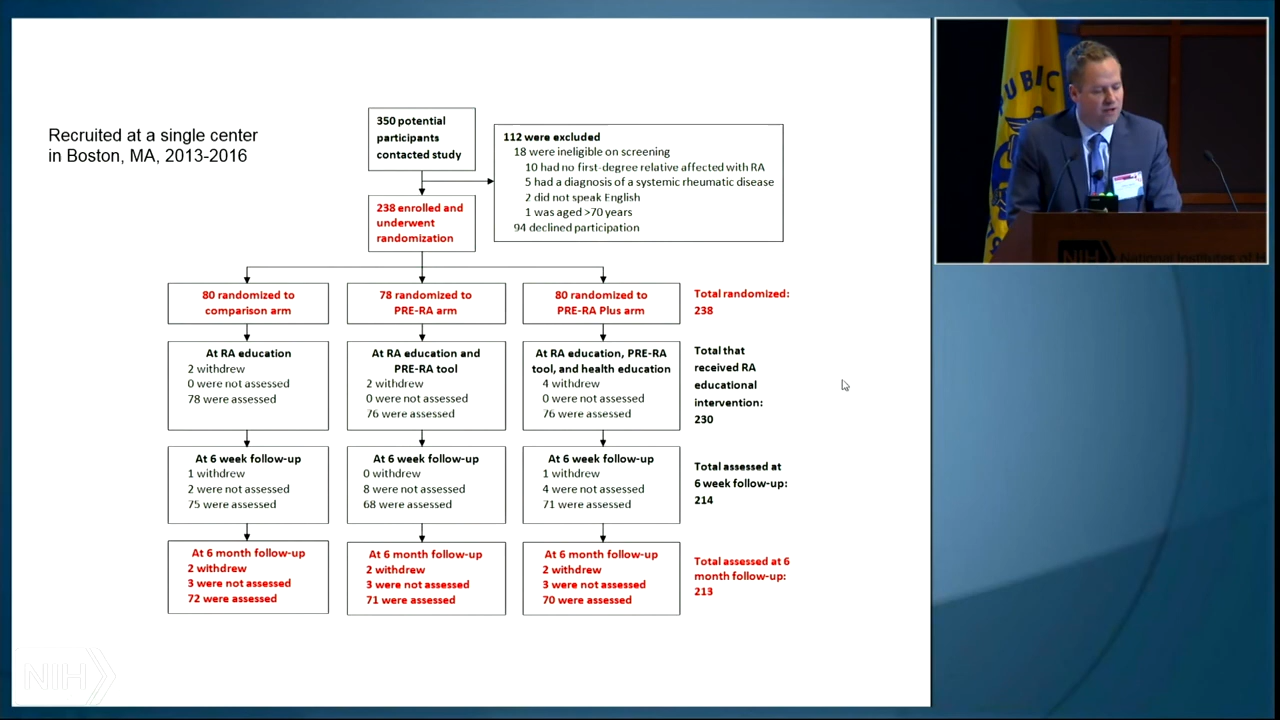 Recruited at a single center
in Boston, MA, 2013-2016
350 potential
participants
contacted study
112 were excluded
18 were ineligible on screening
10 had no first-degree relative affected with RA
5 had a diagnosis of a systemic rheumatic disease
2 did not speak English
1 was aged >70 years
94 declined participation
238 enrolled and
underwent
randomization
80 randomized to
comparison arm
78 randomized to
PRE-RA arm
80 randomized to
PRE-RA Plus arm
Total randomized:
238
At RA education
2 withdrew
0 were not assessed
78 were assessed
At RA education and
PRE-RA tool
2 withdrew
0 were not assessed
76 were assessed
At RA education, PRE-RA
tool, and health education
4 withdrew
0 were not assessed
76 were assessed
Total that
received RA
educational
intervention:
230
At 6 week follow-up
1 withdrew
2 were not assessed
75 were assessed
At 6 week follow-up
0 withdrew
8 were not assessed
68 were assessed
At 6 week follow-up
1 withdrew
4 were not assessed
71 were assessed
Total assessed at
6 week follow-up:
214
At 6 month follow-up
2 withdrew
3 were not assessed
72 were assessed
At 6 month follow-up
2 withdrew
3 were not assessed
71 were assessed
At 6 month follow-up
2 withdrew
3 were not assessed
70 were assessed
Total assessed at 6
month follow-up:
213
NIH
UBLIC
NIH National Institutes of H